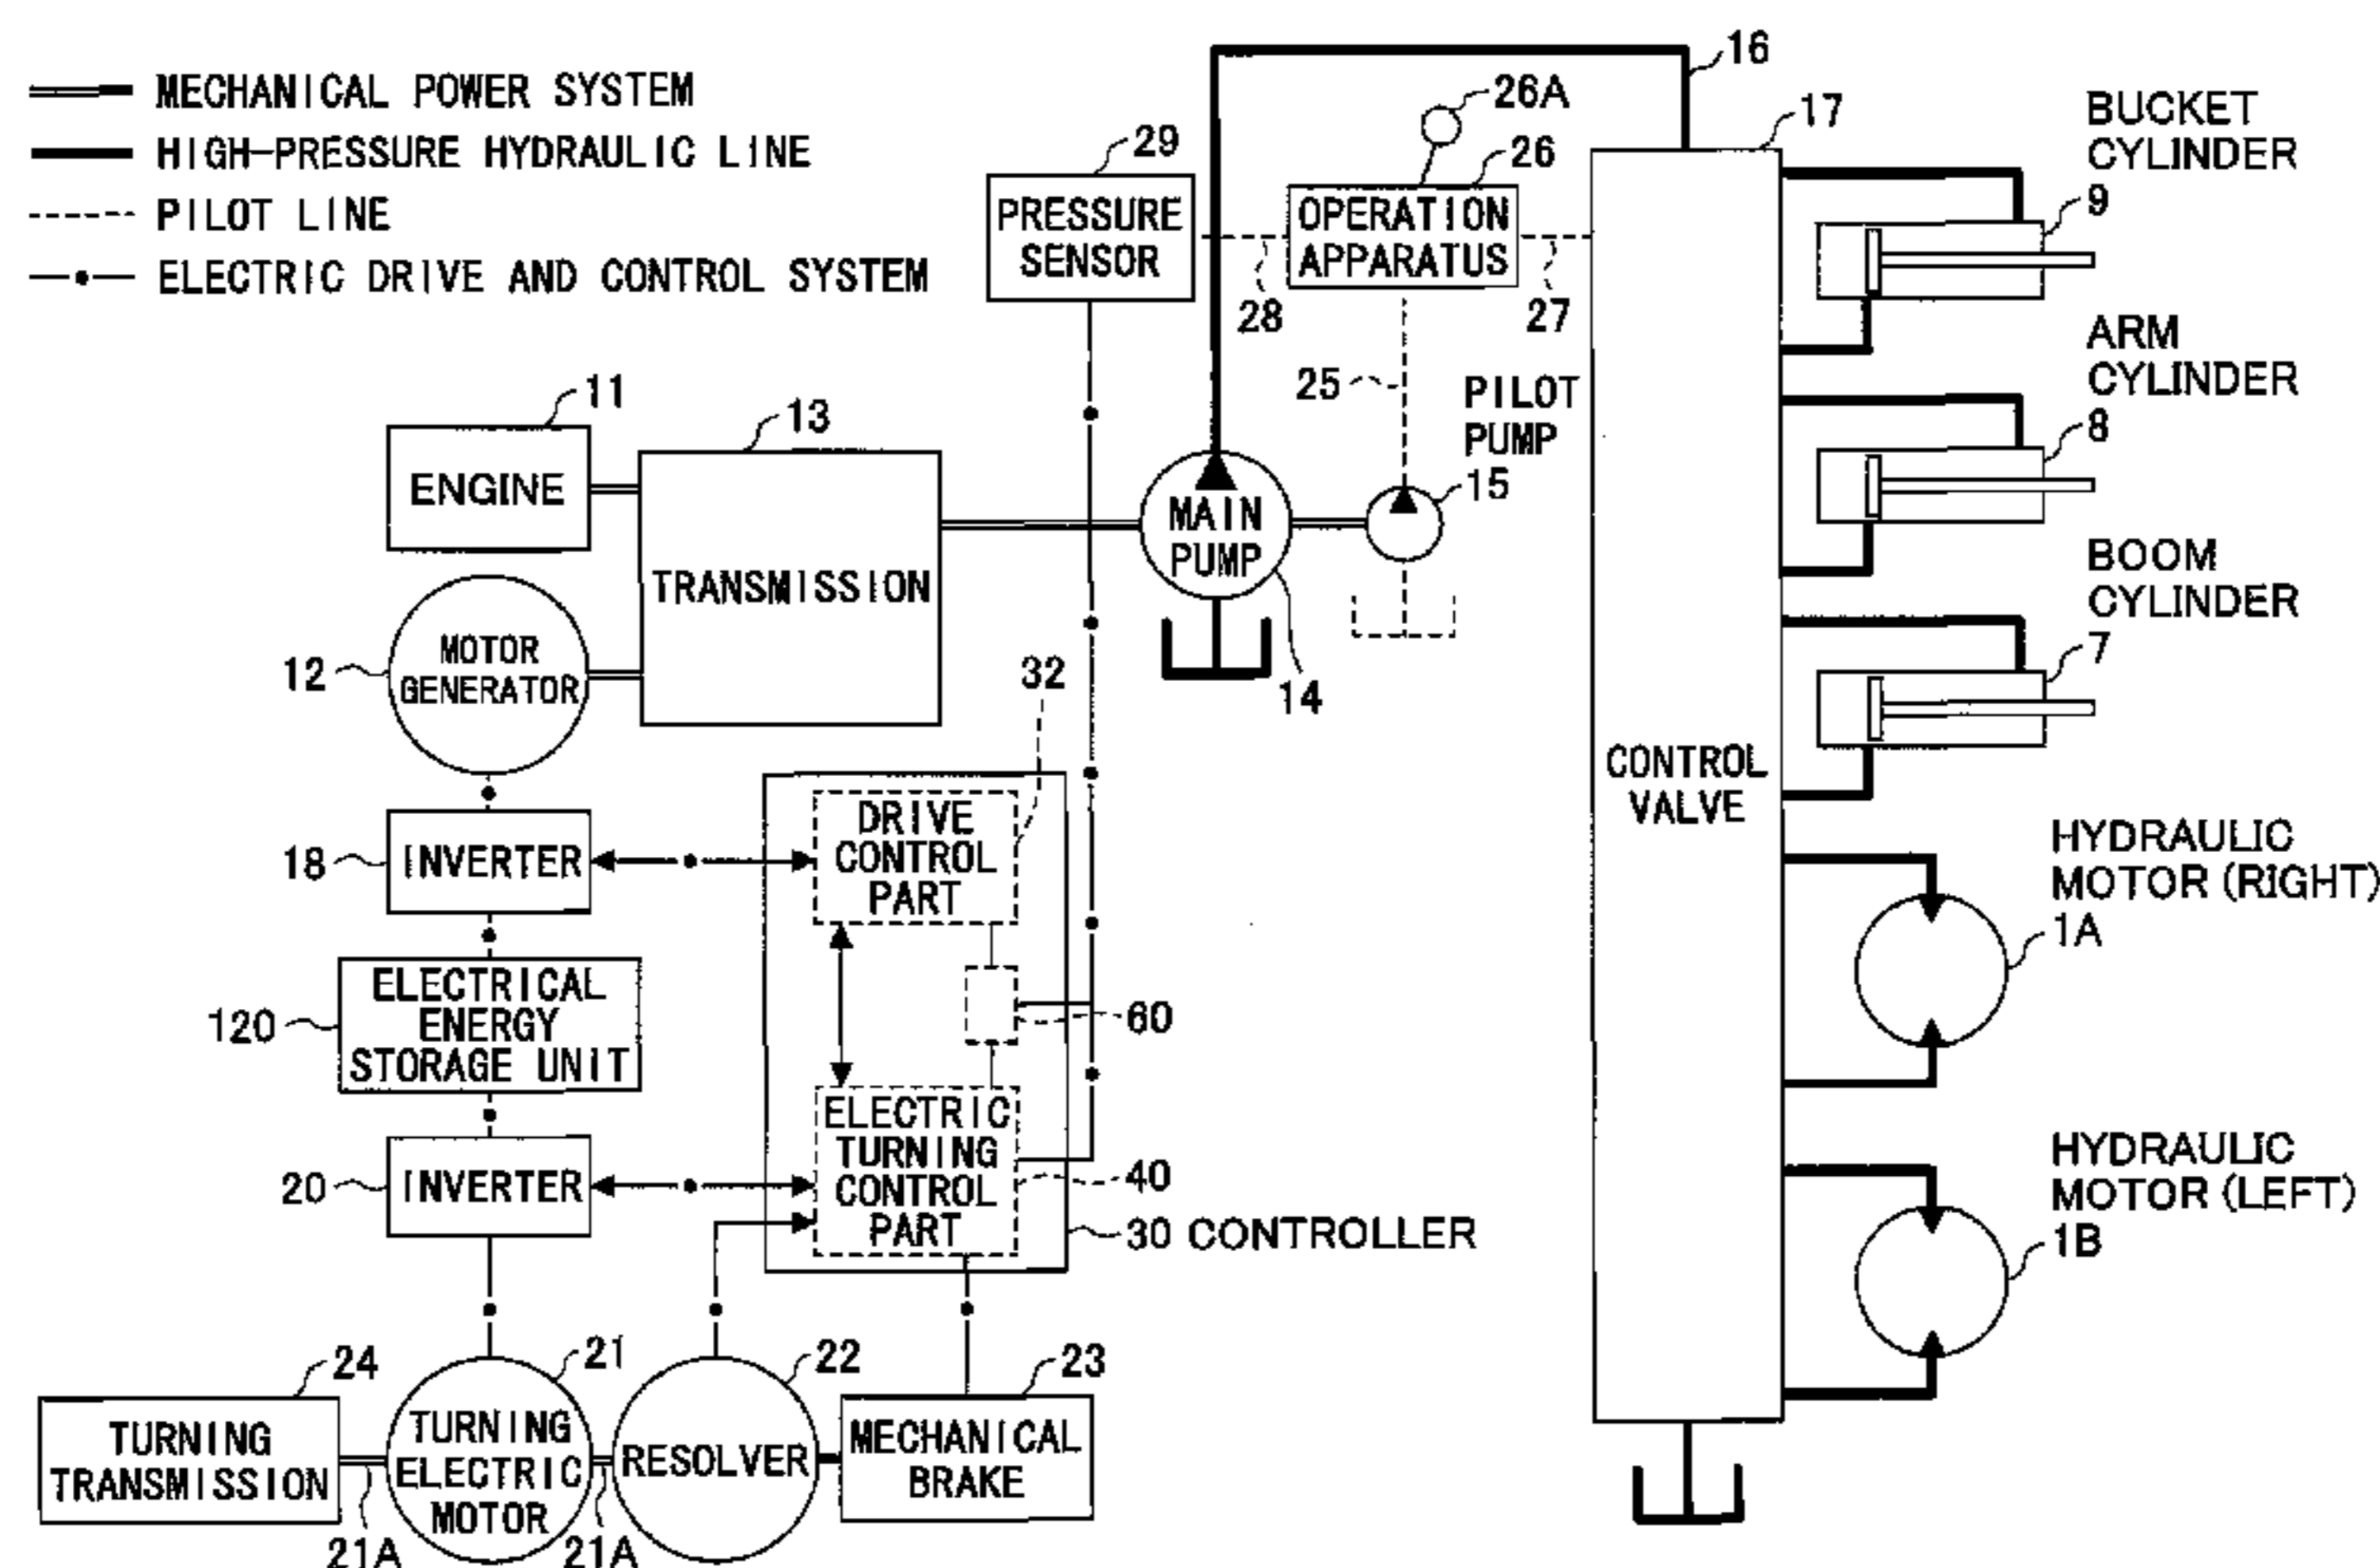 MECHANICAL POWER SYSTEM
HIGH-PRESSURE HYDRAULIC LINE
PILOT LINE
ELECTRIC DRIVE AND CONTROL SYSTEM
16
26A
17
BUCKET
CYLINDER
9
29
26
PRESSURE
SENSOR
OPERATION
APPARATUS
28
27
ARM
CYLINDER
8
25
PILOT
PUMP
15
11
13
ENGINE
TRANSMISSION
MAIN
PUMP
14
BOOM
CYLINDER
7
12
MOTOR
GENERATOR
32
CONTROL
VALVE
18
INVERTER
DRIVE
CONTROL
PART
HYDRAULIC
MOTOR (RIGHT)
1A
120
ELECTRICAL
ENERGY
STORAGE UNIT
60
20
INVERTER
ELECTRIC
TURNING
CONTROL
PART
40
30 CONTROLLER
HYDRAULIC
MOTOR (LEFT)
1B
24
21
22
23
TURNING
TRANSMISSION
TURNING
ELECTRIC
MOTOR
RESOLVER
MECHANICAL
BRAKE
21A
21A